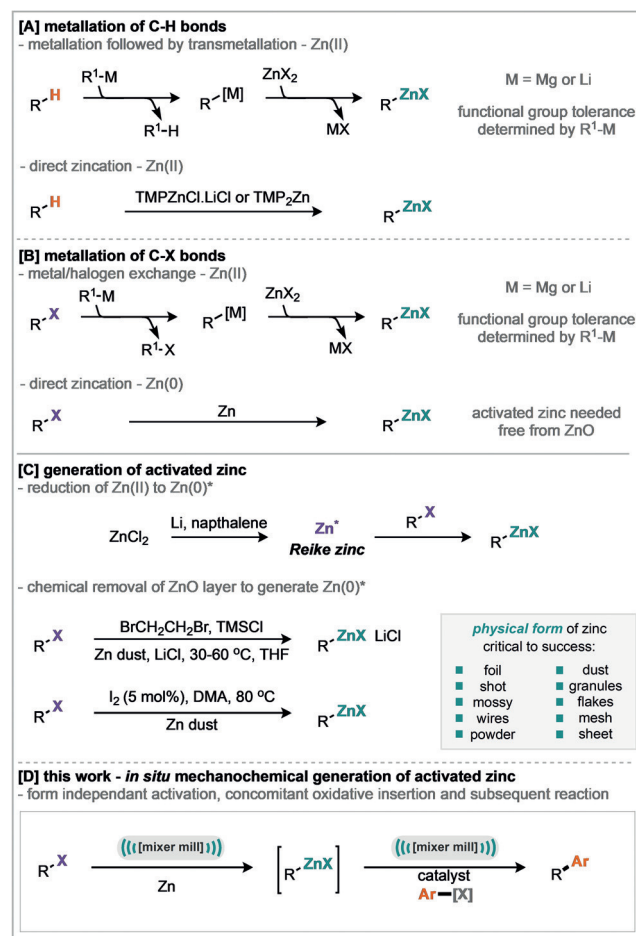 [A] metallation of C-H bonds
- metallation followed by transmetallation - Zn(II)
R-H
R¹-M
R¹-H
R-[M]
ZnX₂
MX
R-ZnX
M = Mg or Li
functional group tolerance
determined by R¹-M
- direct zincation - Zn(II)
R-H
TMPZnCl.LiCl or TMP₂Zn
R-ZnX
[B] metallation of C-X bonds
- metal/halogen exchange - Zn(II)
R-X
R¹-M
R¹-X
R-[M]
ZnX₂
MX
R-ZnX
M = Mg or Li
functional group tolerance
determined by R¹-M
- direct zincation - Zn(0)
R-X
Zn
R-ZnX
activated zinc needed
free from ZnO
[C] generation of activated zinc
- reduction of Zn(II) to Zn(0)*
ZnCl₂
Li, napthalene
Zn*
Reike zinc
R-X
R-ZnX
- chemical removal of ZnO layer to generate Zn(0)*
R-X
BrCH₂CH₂Br, TMSCl
Zn dust, LiCl, 30-60 °C, THF
R-ZnX LiCl
R-X
I₂ (5 mol%), DMA, 80 °C
Zn dust
R-ZnX
physical form of zinc
critical to success:
foil
shot
mossy
wires
powder
dust
granules
flakes
mesh
sheet
[D] this work - in situ mechanochemical generation of activated zinc
- form independant activation, concomitant oxidative insertion and subsequent reaction
R-X
[mixer mill]
Zn
[R-ZnX]
[mixer mill]
catalyst
Ar-[X]
R-Ar